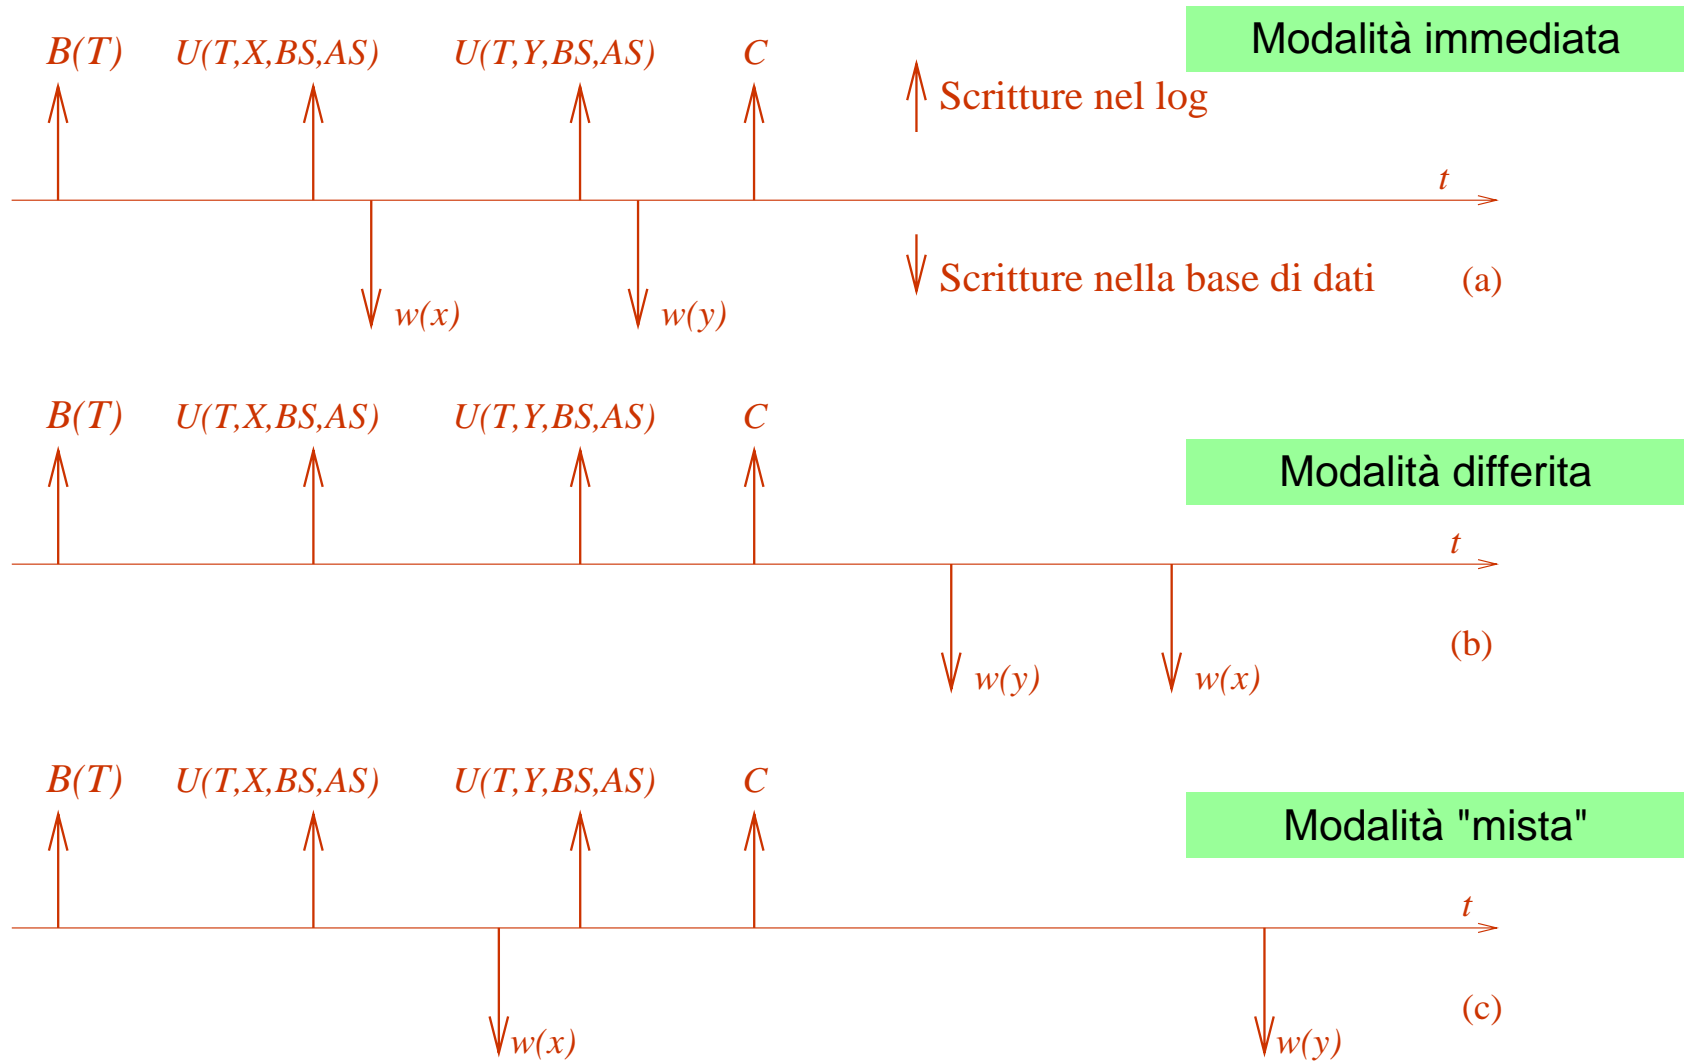 Modalità immediata
B(T) U(T,X,BS,AS) U(T,Y,BS,AS) C
Scritture nel log
t
Scritture nella base di dati (a)
w(x) w(y)
B(T) U(T,X,BS,AS) U(T,Y,BS,AS) C
Modalità differita
t
(b)
w(y) w(x)
B(T) U(T,X,BS,AS) U(T,Y,BS,AS) C
Modalità "mista"
t
(c)
w(x) w(y)